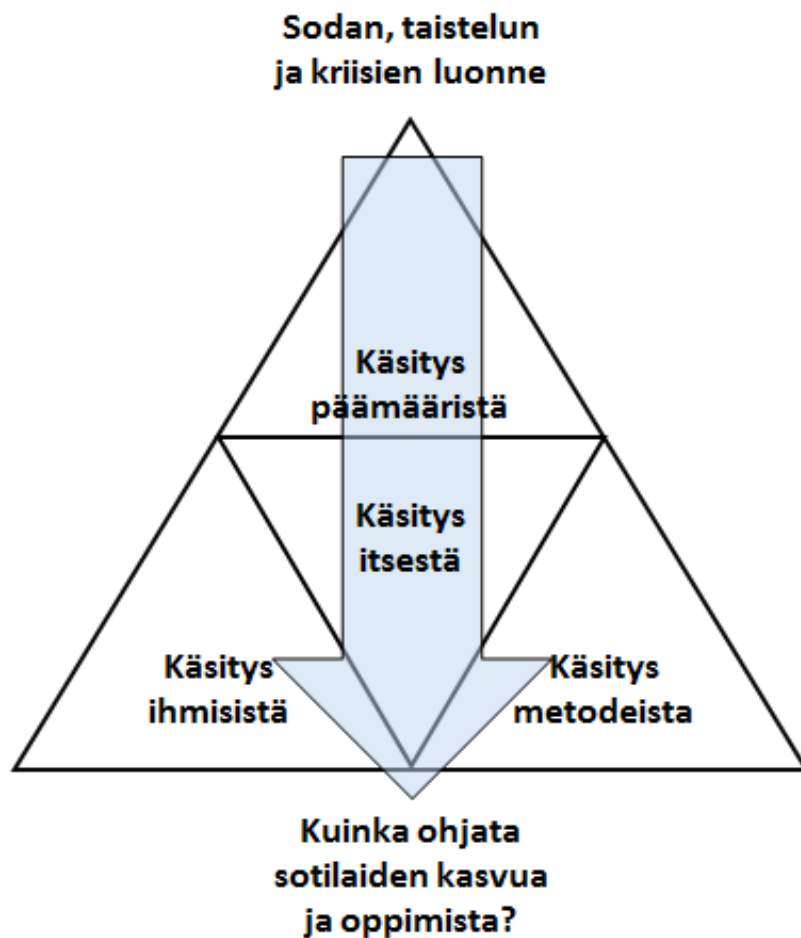 Sodan, taistelun
ja kriisien luonne
Käsitys
päämääristä
Käsitys
itsestä
Käsitys
ihmisistä
Käsitys
metodeista
Kuinka ohjata
sotilaiden kasvua
ja oppimista?